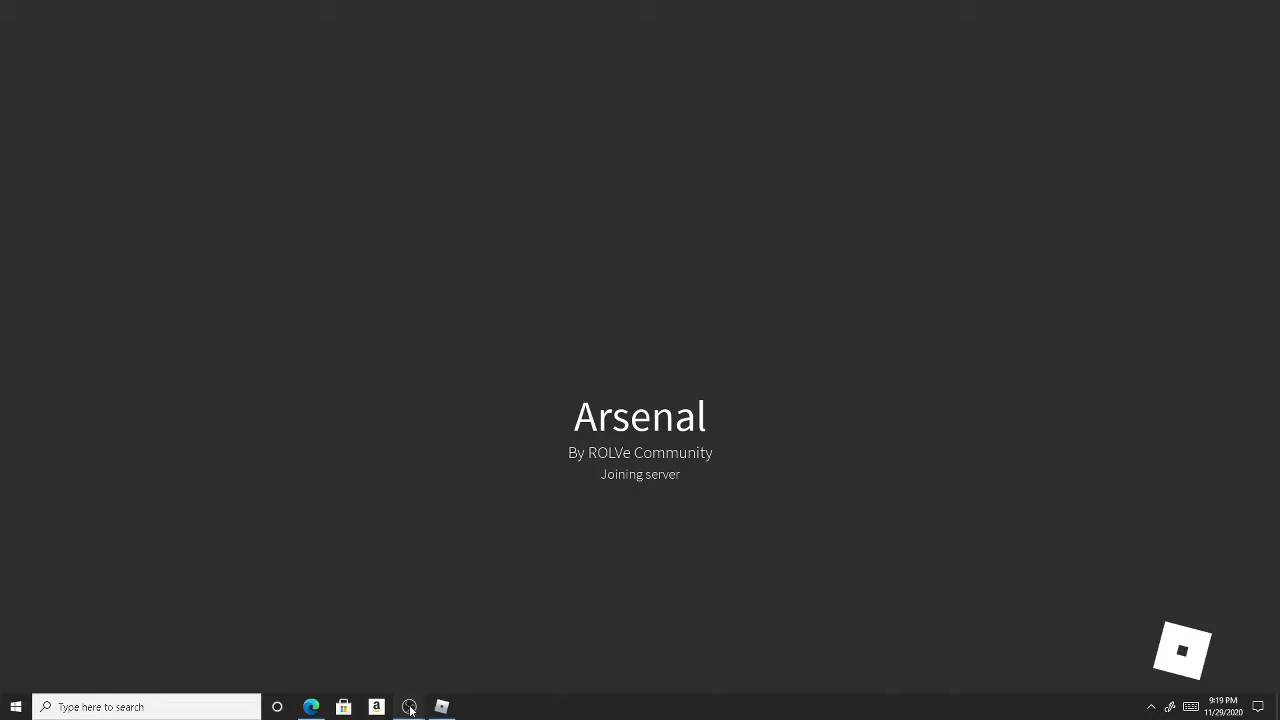 Arsenal
By ROLVe Community
Joining server
Type here to search
a
9:19 PM
11/29/2020